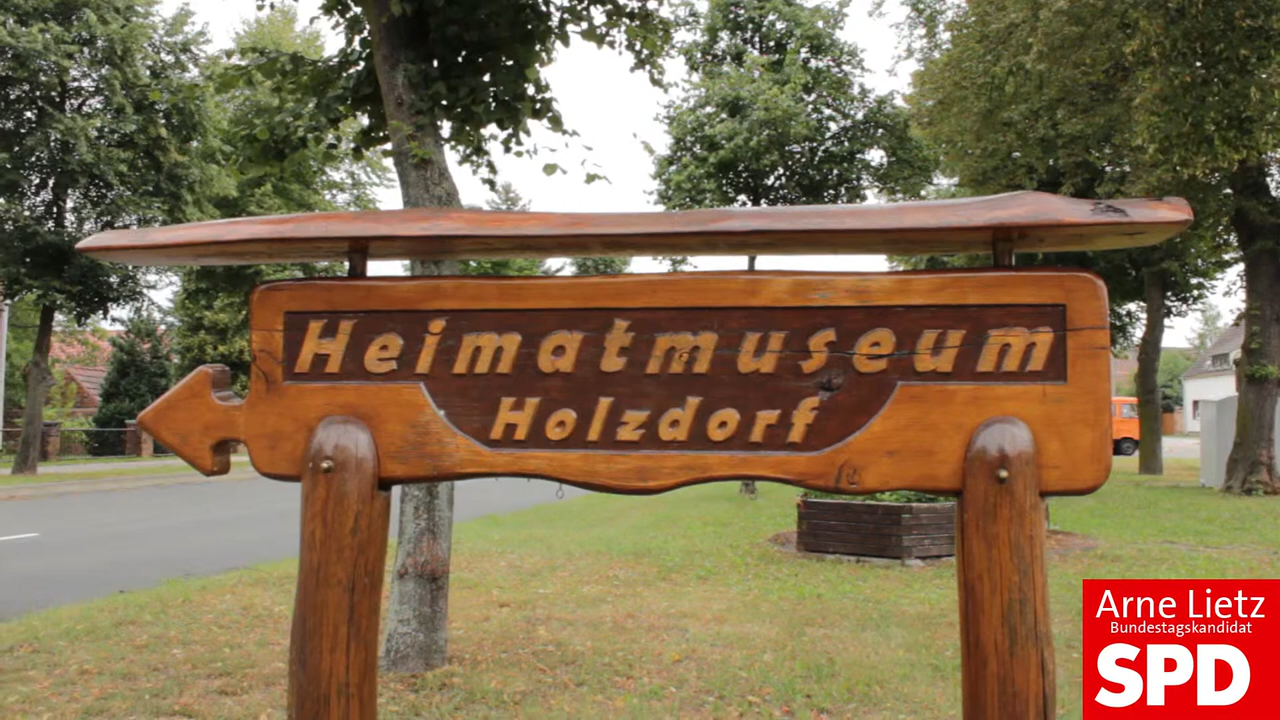 Heimatmuseum
Holzdorf
Arne Lietz
Bundestagskandidat
SPD